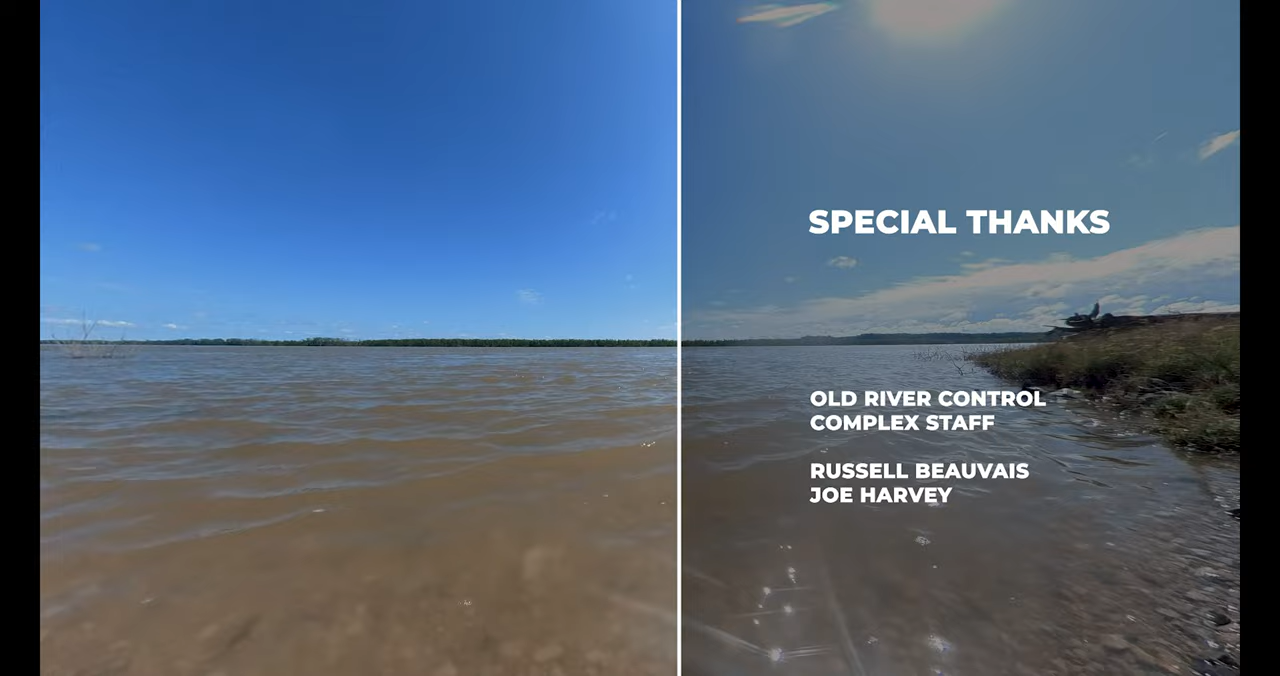 SPECIAL THANKS
OLD RIVER CONTROL
COMPLEX STAFF
RUSSELL BEAUVAIS
JOE HARVEY